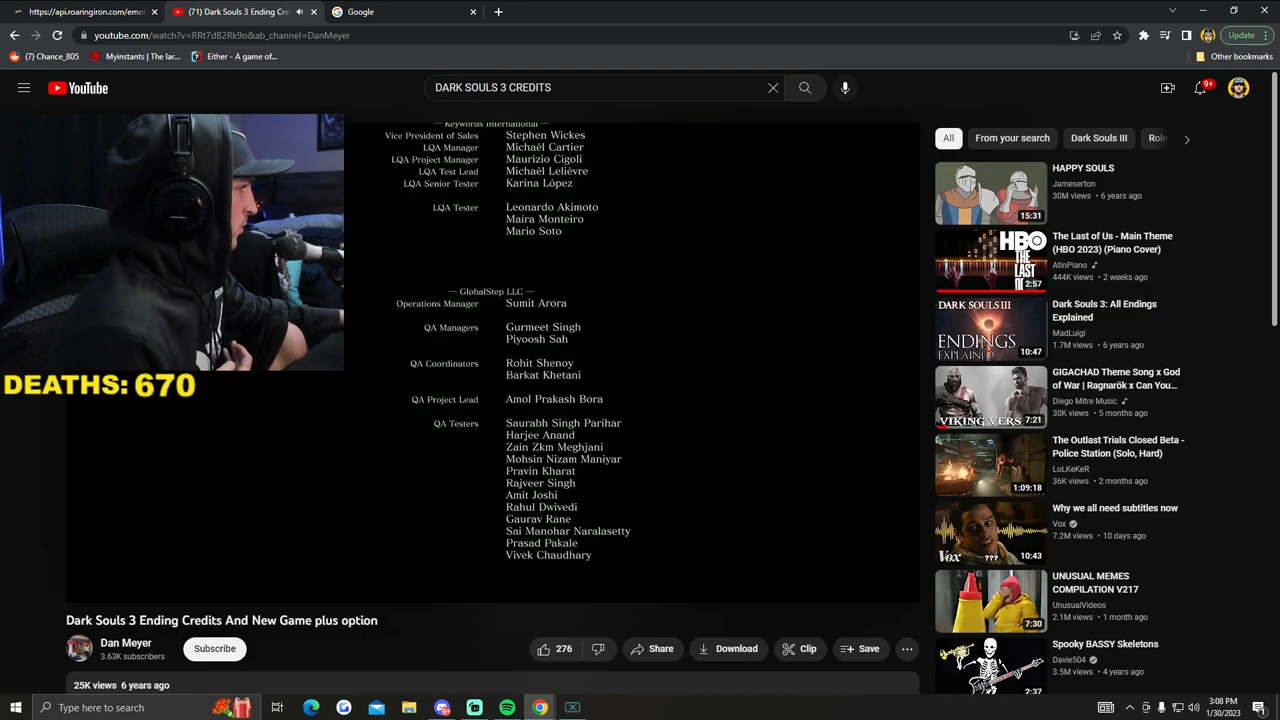 https://api.roaringiron.com/emot
(71) Dark Souls 3 Ending Cre
Google
youtube.com/watch?v=RRt7dB2Rk9o&ab_channel=DanMeyer
Update
(7) Chance_805
Myinstants | The lar...
Either - A game of...
Other bookmarks
YouTube
DARK SOULS 3 CREDITS
9+
— Keywords International —
Vice President of Sales Stephen Wickes
LQA Manager Michaël Cartier
LQA Project Manager Maurizio Cigoli
LQA Test Lead Michaël Lelièvre
LQA Senior Tester Karina López
LQA Tester Leonardo Akimoto
Maira Monteiro
Mario Soto
— GlobalStep LLC —
Operations Manager Sumit Arora
QA Managers Gurmeet Singh
Piyoosh Sah
QA Coordinators Rohit Shenoy
Barkat Khetani
QA Project Lead Amol Prakash Bora
QA Testers Saurabh Singh Parihar
Harjee Anand
Zain Zkm Meghjani
Mohsin Nizam Maniyar
Pravin Kharat
Rajveer Singh
Amit Joshi
Rahul Dwivedi
Gaurav Rane
Sai Manohar Naralasetty
Prasad Pakale
Vivek Chaudhary
DEATHS: 670
Dark Souls 3 Ending Credits And New Game plus option
Dan Meyer
3.63K subscribers
Subscribe
276
Share
Download
Clip
Save
25K views 6 years ago
All
From your search
Dark Souls III
Role
HAPPY SOULS
Jameserton
30M views • 6 years ago
15:31
HBO
THE
LAST
OF
2:57
The Last of Us - Main Theme
(HBO 2023) (Piano Cover)
AtinPiano
444K views • 2 weeks ago
DARK SOULS III
ENDINGS
EXPLAINED
10:47
Dark Souls 3: All Endings
Explained
MadLuigi
1.7M views • 6 years ago
VIKING VERS
7:21
GIGACHAD Theme Song x God
of War | Ragnarök x Can You...
Diego Mitre Music
30K views • 5 months ago
1:09:18
The Outlast Trials Closed Beta -
Police Station (Solo, Hard)
LoLKeKeR
36K views • 2 months ago
Vox
???
10:43
Why we all need subtitles now
Vox
7.2M views • 10 days ago
7:30
UNUSUAL MEMES
COMPILATION V217
UnusualVideos
2.1M views • 1 month ago
2:37
Spooky BASSY Skeletons
Davie504
3.5M views • 4 years ago
Type here to search
3:08 PM
1/30/2023
1